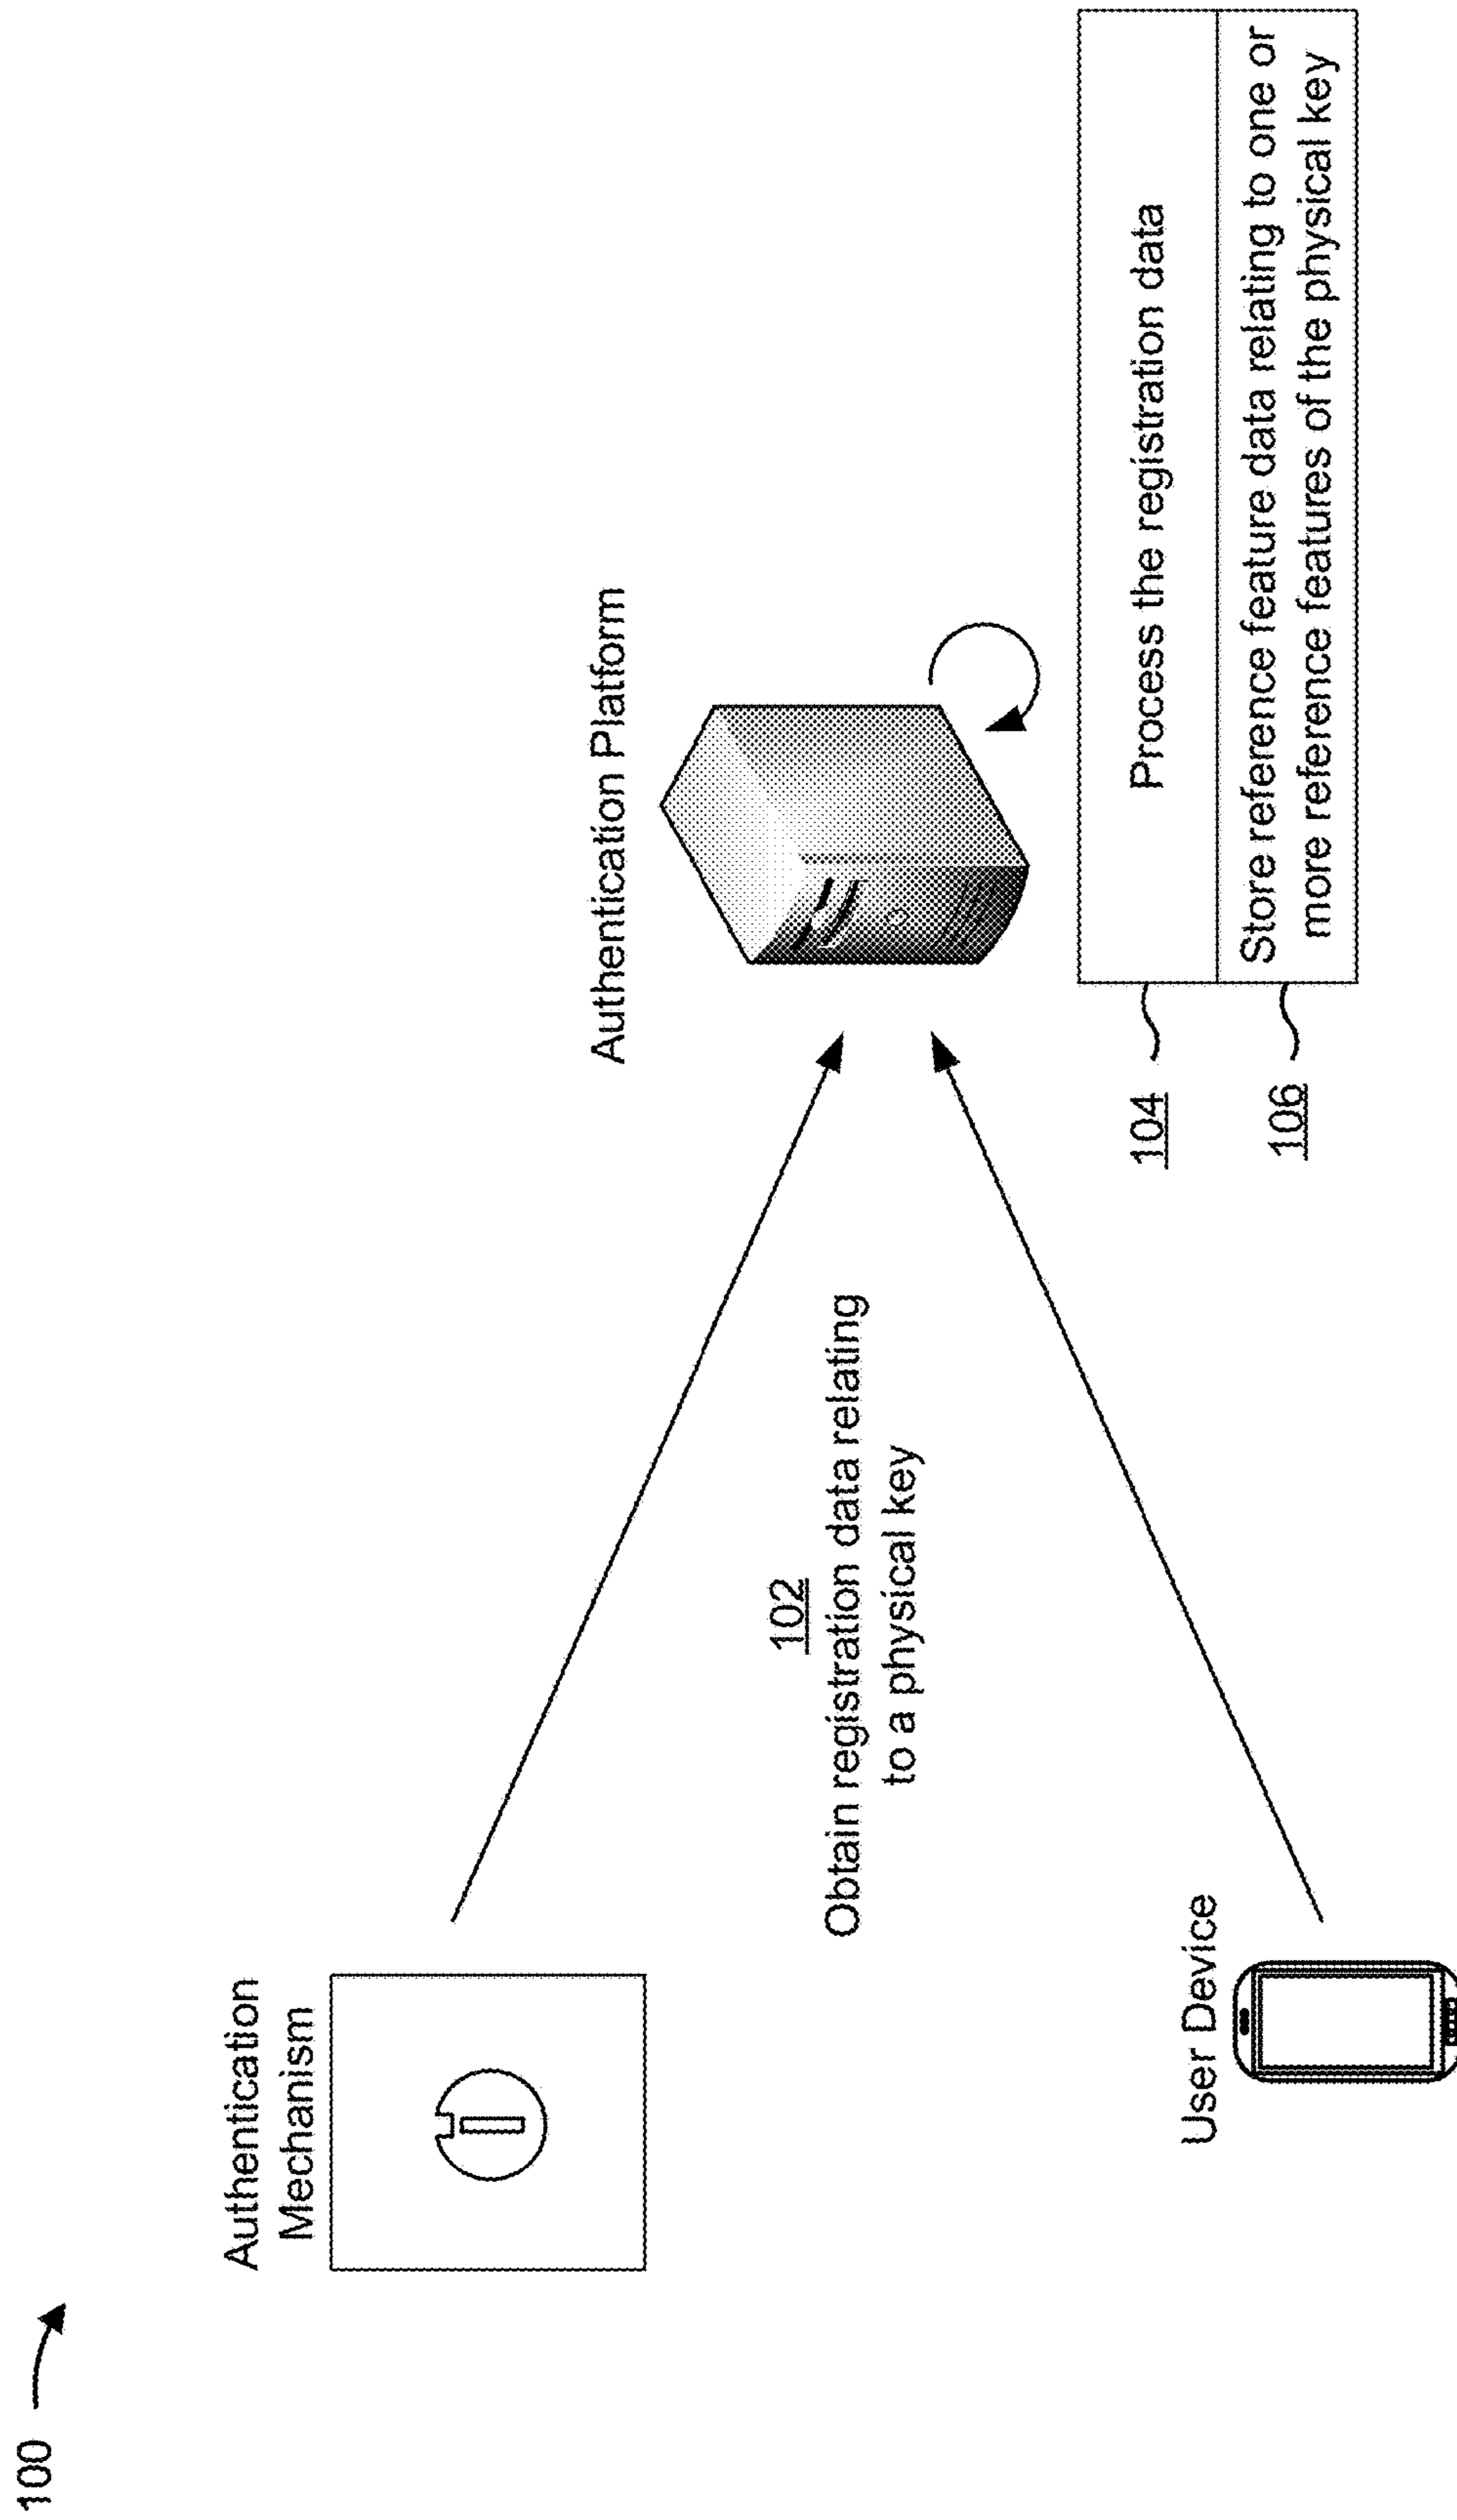 100
Authentication
Mechanism
Authentication Platform
102
Obtain registration data relating
to a physical key
User Device
104
Process the registration data
106
Store reference feature data relating to one or
more reference features of the physical key